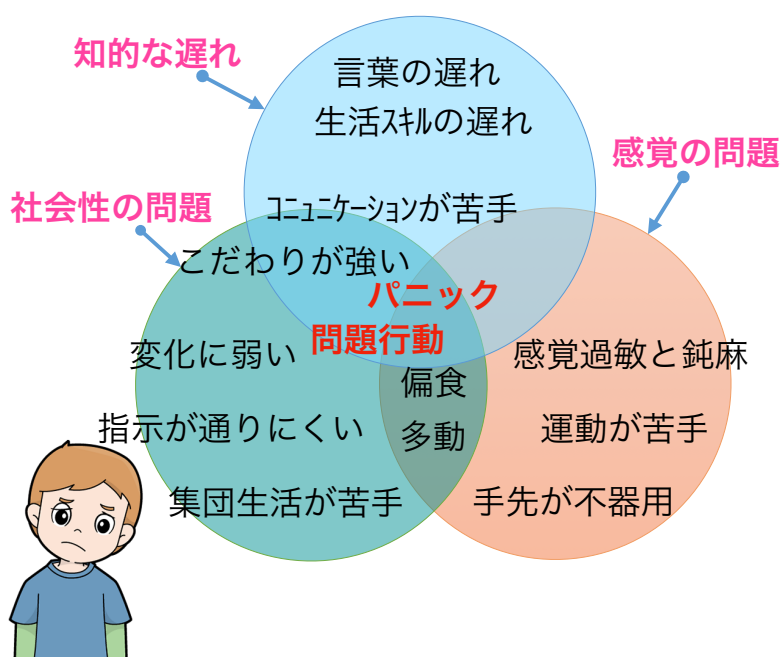 知的な遅れ
言葉の遅れ
生活ｽｷﾙの遅れ
感覚の問題
社会性の問題
ｺﾆｭﾆｹｰｼｮﾝが苦手
こだわりが強い
パニック
問題行動
変化に弱い
感覚過敏と鈍麻
偏食
指示が通りにくい
多動
運動が苦手
集団生活が苦手
手先が不器用